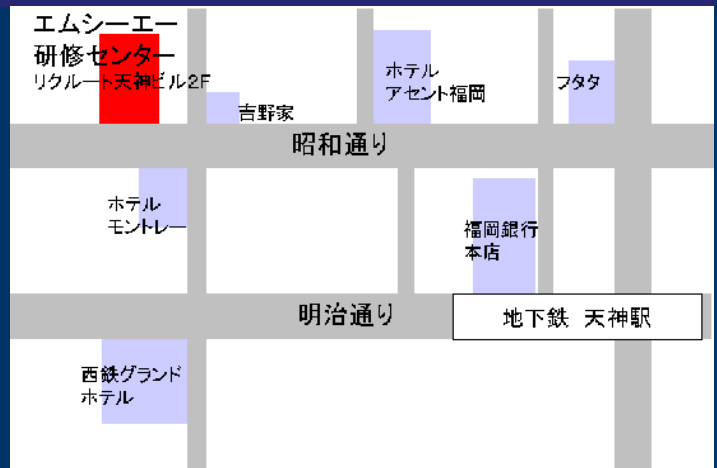 エムシーエー
研修センター
リクルート天神ビル2F
吉野家
ホテル
アセント福岡
フタタ
昭和通り
ホテル
モントレー
福岡銀行
本店
明治通り
地下鉄 天神駅
西鉄グランド
ホテル